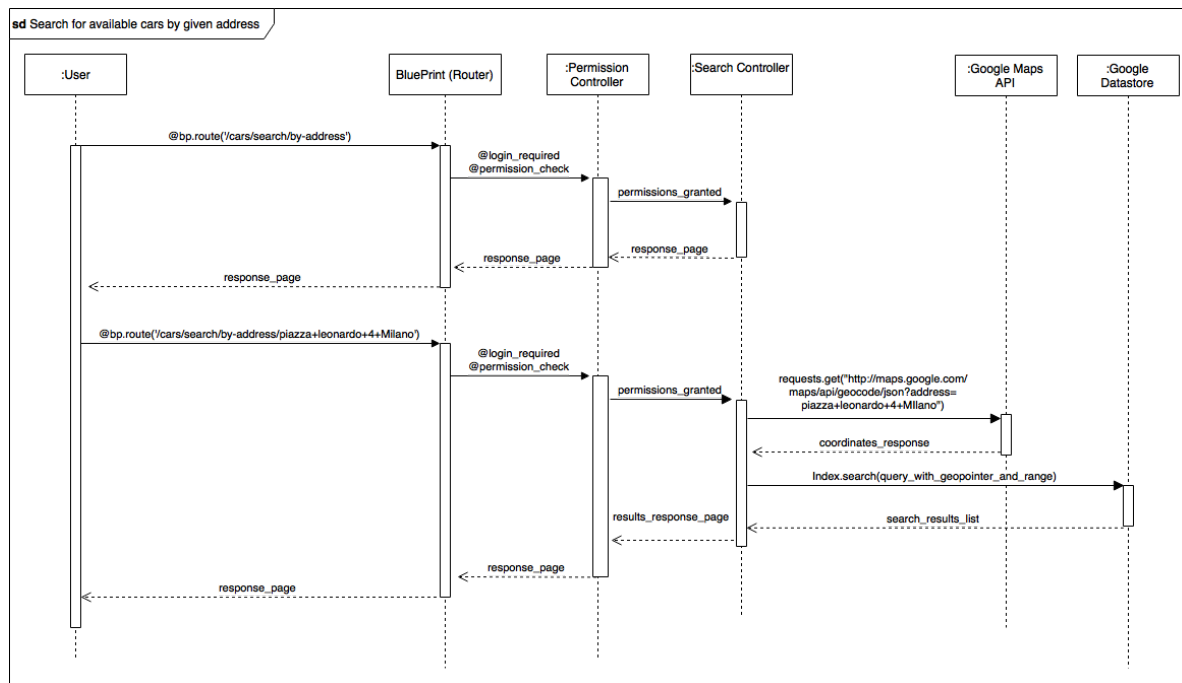 sd Search for available cars by given address
:User
BluePrint (Router)
:Permission
Controller
:Search Controller
:Google Maps
API
:Google
Datastore
@bp.route('/cars/search/by-address')
@login_required
@permission_check
permissions_granted
response_page
response_page
response_page
@bp.route('/cars/search/by-address/piazza+leonardo+4+Milano')
@login_required
@permission_check
permissions_granted
requests.get("http://maps.google.com/
maps/api/geocode/json?address=
piazza+leonardo+4+MIlano")
coordinates_response
Index.search(query_with_geopointer_and_range)
search_results_list
results_response_page
response_page
response_page